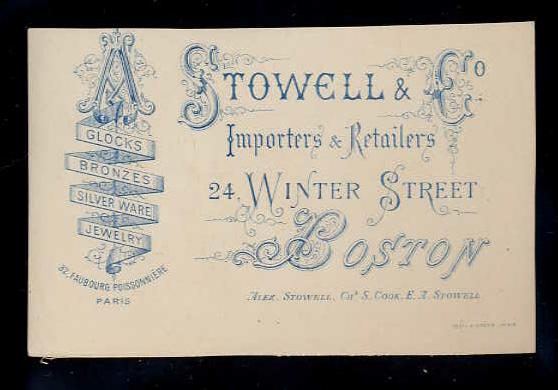 A
STOWELL & Co
Importers & Retailers
24. WINTER STREET
BOSTON
ALEX. STOWELL, Chs S. COOK, E. A. STOWELL
CLOCKS
BRONZES
SILVER WARE
JEWELRY
32, FAUBOURG POISSONNIÈRE
PARIS